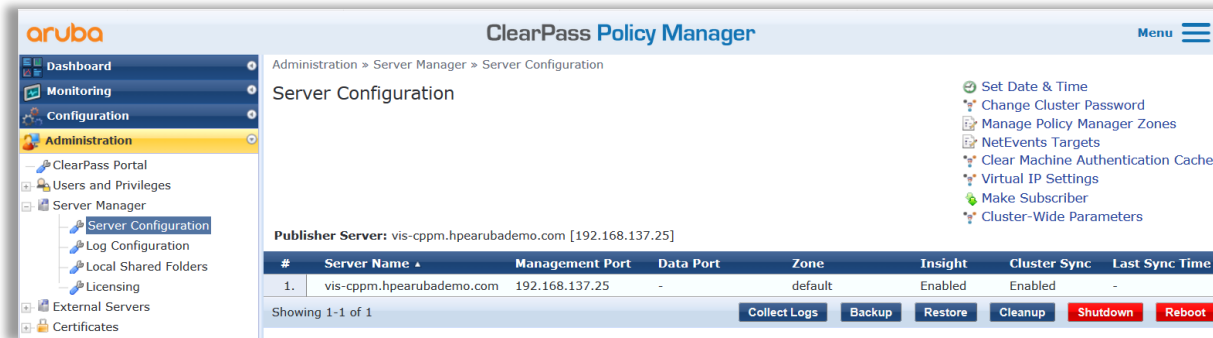 aruba
ClearPass Policy Manager
Menu
Dashboard
Monitoring
Configuration
Administration
ClearPass Portal
Users and Privileges
Server Manager
Server Configuration
Log Configuration
Local Shared Folders
Licensing
External Servers
Certificates
Administration » Server Manager » Server Configuration
Server Configuration
Set Date & Time
Change Cluster Password
Manage Policy Manager Zones
NetEvents Targets
Clear Machine Authentication Cache
Virtual IP Settings
Make Subscriber
Cluster-Wide Parameters
Publisher Server: vis-cppm.hpearubademo.com [192.168.137.25]
# Server Name ▲ Management Port Data Port Zone Insight Cluster Sync Last Sync Time
1. vis-cppm.hpearubademo.com 192.168.137.25 - default Enabled Enabled -
Showing 1-1 of 1 Collect Logs Backup Restore Cleanup Shutdown Reboot